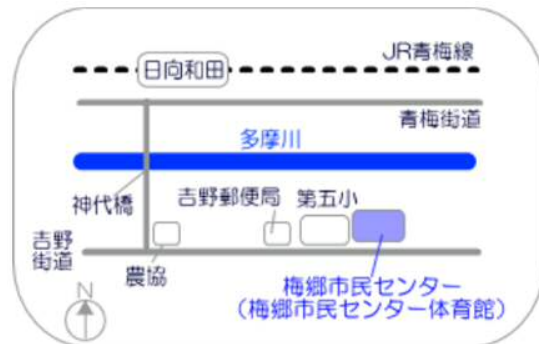 JR青梅線
日向和田
青梅街道
多摩川
神代橋
吉野郵便局
第五小
吉野
街道
農協
梅郷市民センター
（梅郷市民センター体育館）
N